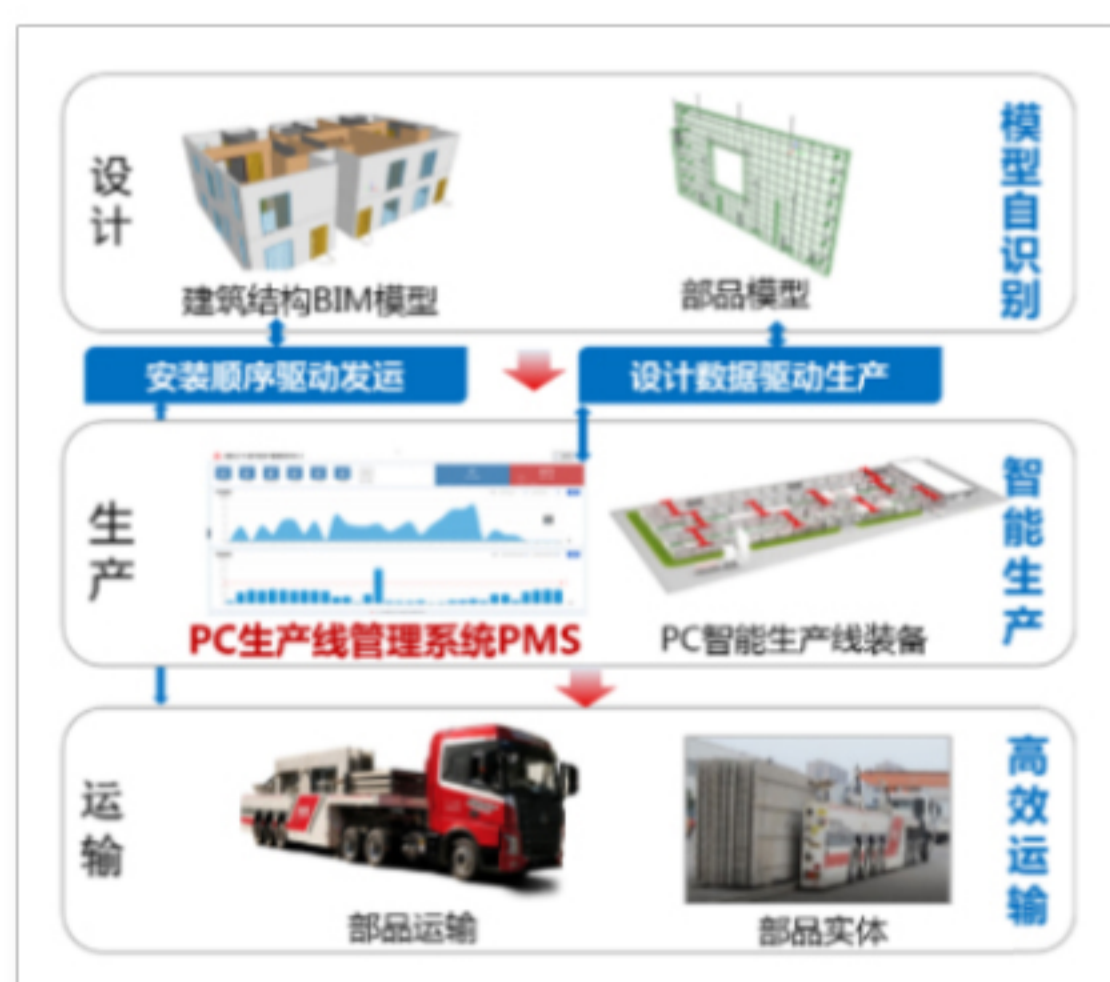 设计
模型自识别
建筑结构BIM模型
部品模型
安装顺序驱动发运
设计数据驱动生产
生产
智能生产
PC生产线管理系统PMS
PC智能生产线装备
运输
高效运输
部品运输
部品实体